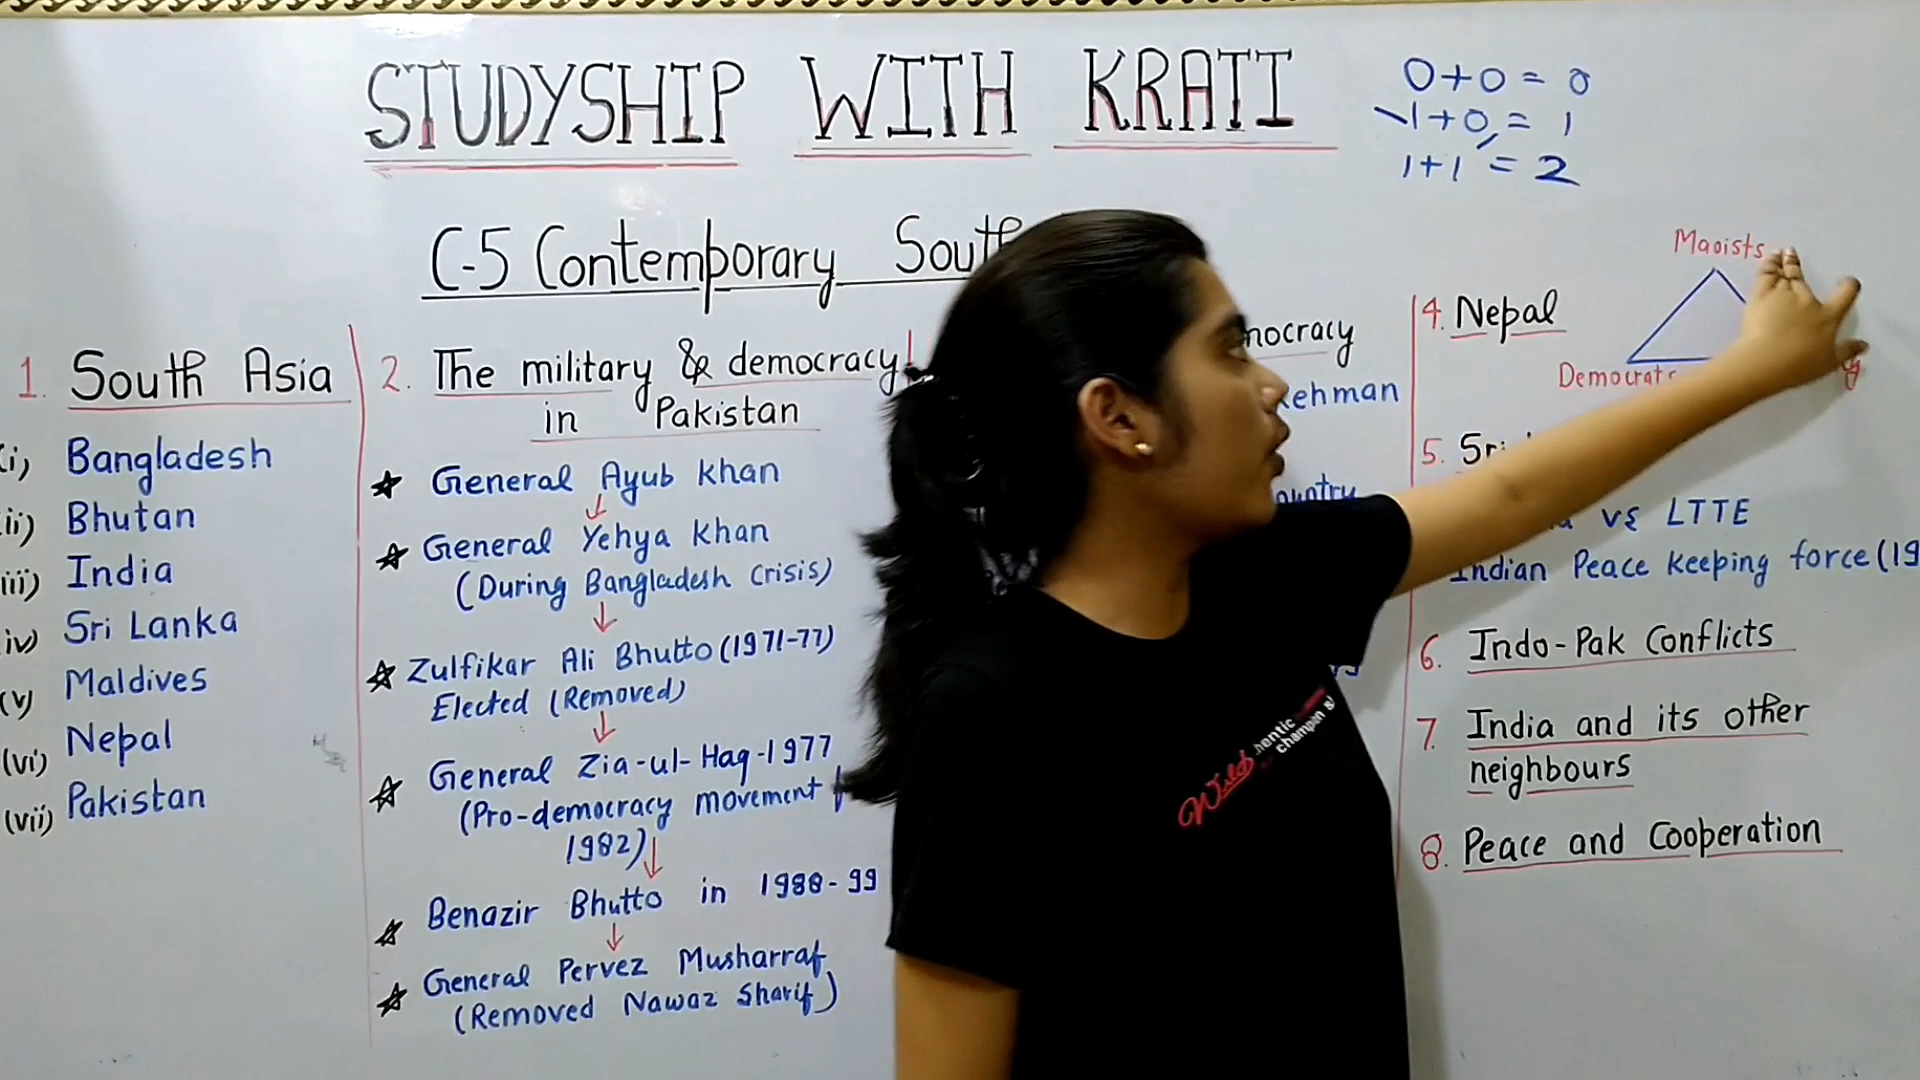 STUDYSHIP WITH KRATI
0+0 = 0
1+0 = 1
1+1 = 2
C-5 Contemporary
1. South Asia
(i) Bangladesh
(ii) Bhutan
(iii) India
(iv) Sri Lanka
(v) Maldives
(vi) Nepal
(vii) Pakistan
2. The military & democracy
in Pakistan
General Ayub Khan
General Yehya Khan
(During Bangladesh Crisis)
Zulfikar Ali Bhutto (1971-77)
Elected (Removed)
General Zia-ul-Haq-1977
(Pro-democracy movement
1982)
Benazir Bhutto in 1988-99
General Pervez Musharraf
(Removed Nawaz Sharif)
4. Nepal
Maoists
5.
vs LTTE
Indian Peace keeping force (19
6. Indo-Pak Conflicts
7. India and its other
neighbours
8. Peace and Cooperation